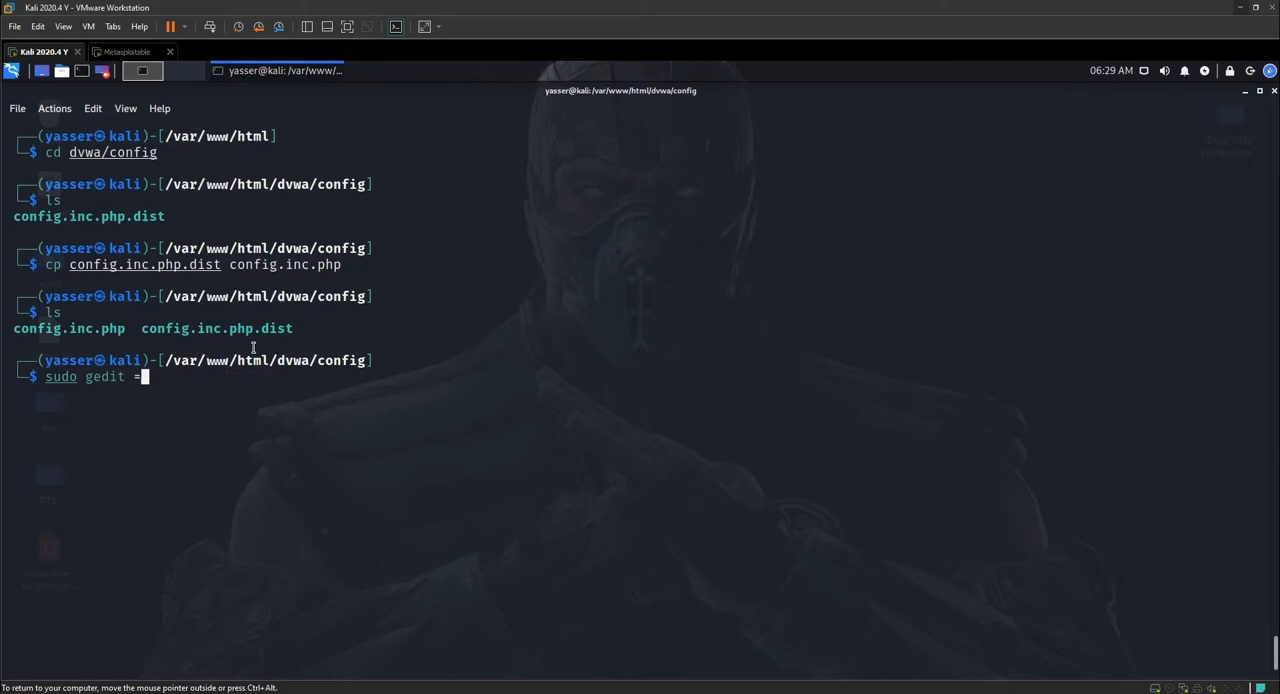 Kali 2020.4 Y - VMware Workstation
File Edit View VM Tabs Help
Kali 2020.4 Y Metasploitable
yasser@kali: /var/www/... 06:29 AM
yasser@kali: /var/www/html/dvwa/config
File Actions Edit View Help
(yasser㉿kali)-[/var/www/html]
$ cd dvwa/config
(yasser㉿kali)-[/var/www/html/dvwa/config]
$ ls
config.inc.php.dist
(yasser㉿kali)-[/var/www/html/dvwa/config]
$ cp config.inc.php.dist config.inc.php
(yasser㉿kali)-[/var/www/html/dvwa/config]
$ ls
config.inc.php config.inc.php.dist
(yasser㉿kali)-[/var/www/html/dvwa/config]
$ sudo gedit =
To return to your computer, move the mouse pointer outside or press Ctrl+Alt.